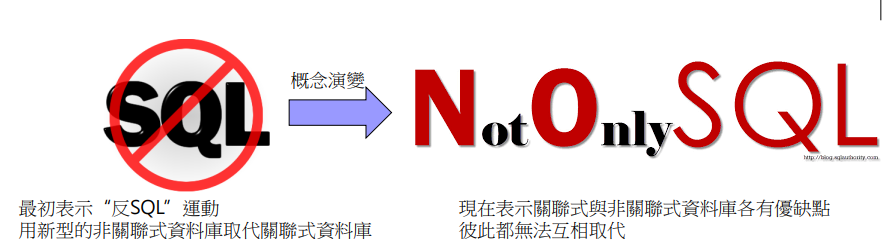 SQL
概念演變
Not Only SQL
http://blog.sqlauthority.com
最初表示“反SQL”運動
用新型的非關聯式資料庫取代關聯式資料庫
現在表示關聯式與非關聯式資料庫各有優缺點
彼此都無法互相取代